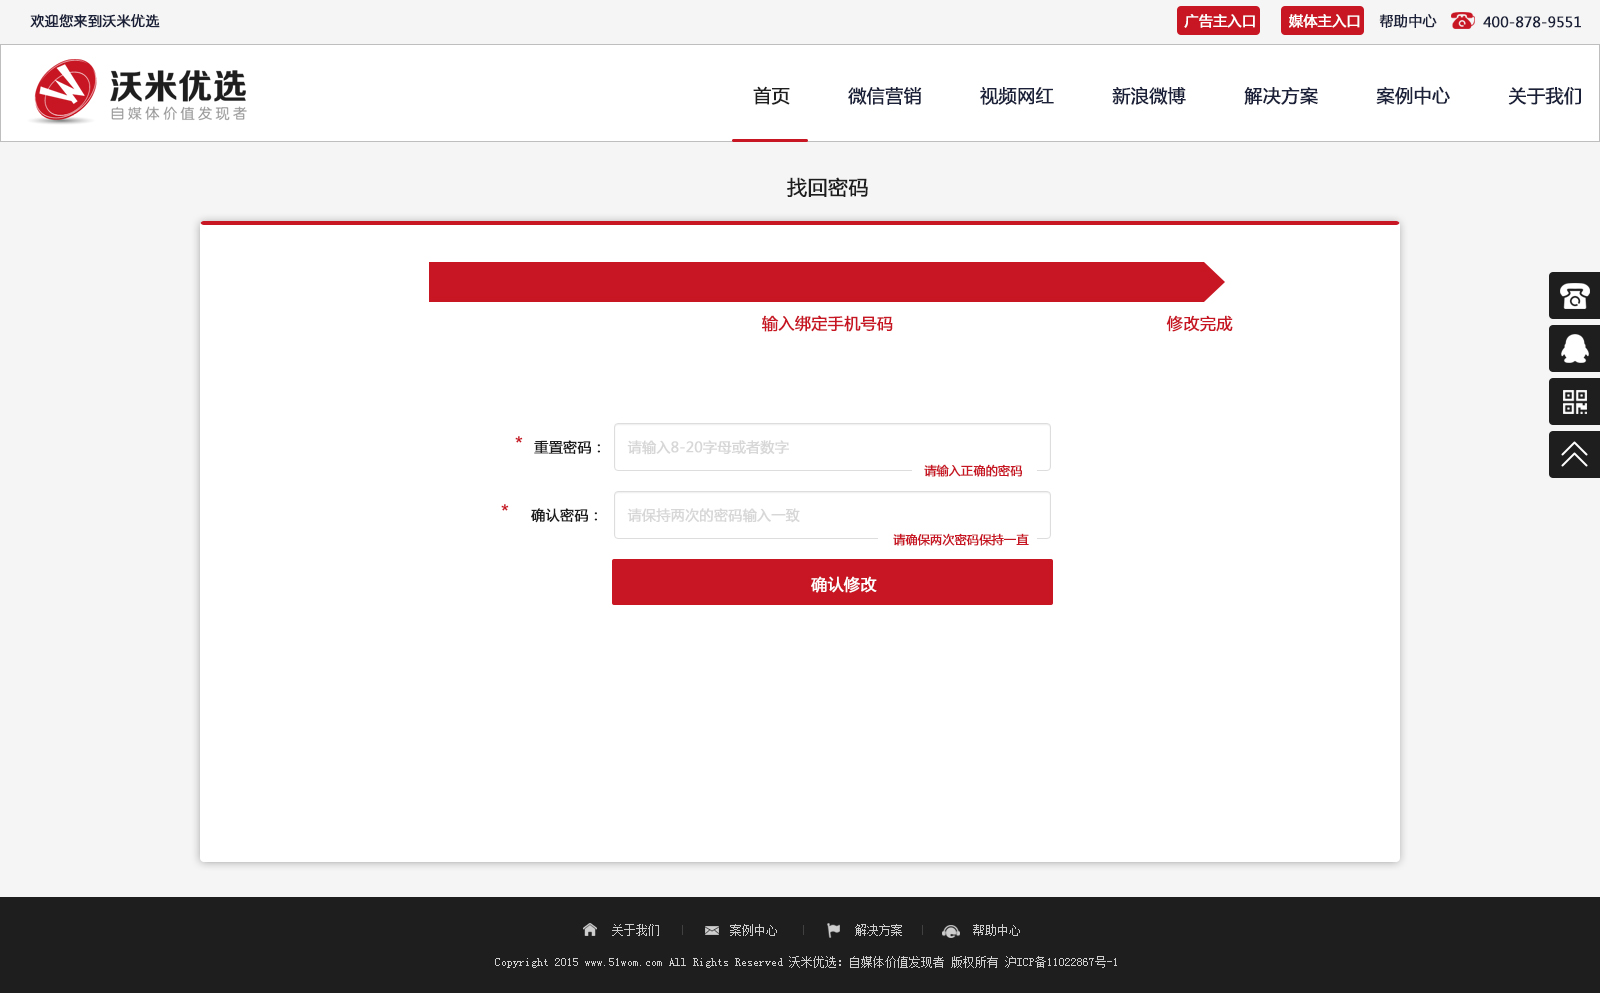 欢迎您来到沃米优选
广告主入口 媒体主入口 帮助中心 400-878-9551
沃米优选
自媒体价值发现者
首页 微信营销 视频网红 新浪微博 解决方案 案例中心 关于我们
找回密码
输入绑定手机号码 修改完成
* 重置密码： 请输入8-20字母或者数字
请输入正确的密码
* 确认密码： 请保持两次的密码输入一致
请确保两次密码保持一直
确认修改
关于我们 案例中心 解决方案 帮助中心
Copyright 2015 www.51wom.com All Rights Reserved 沃米优选：自媒体价值发现者 版权所有 沪ICP备11022867号-1